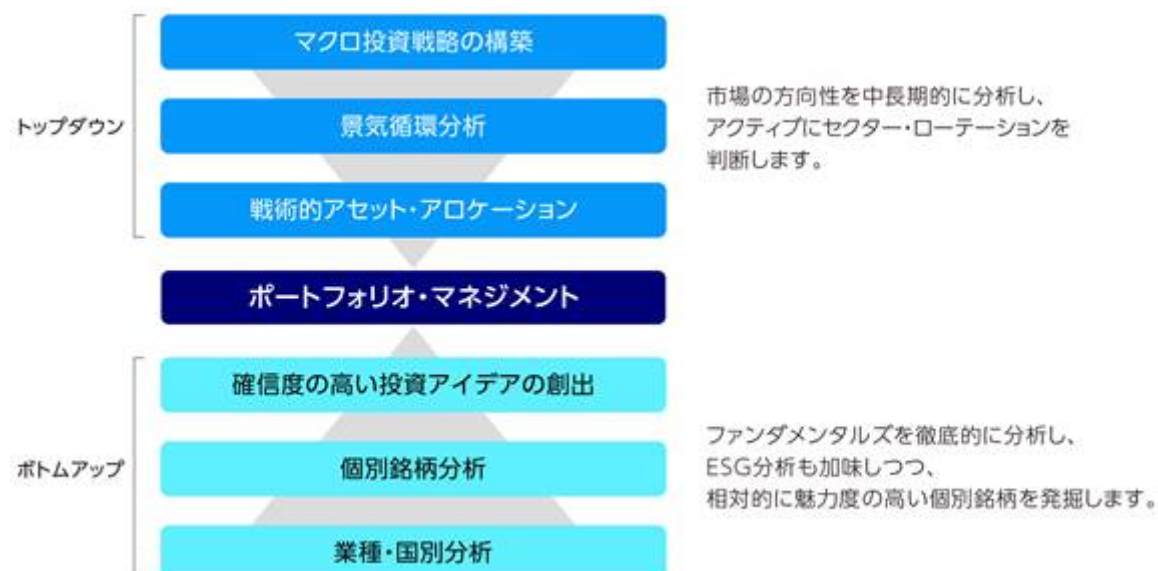 マクロ投資戦略の構築
トップダウン
景気循環分析
戦術的アセット・アロケーション
市場の方向性を中長期的に分析し、
アクティブにセクター・ローテーションを
判断します。
ポートフォリオ・マネジメント
確信度の高い投資アイデアの創出
ボトムアップ
個別銘柄分析
業種・国別分析
ファンダメンタルズを徹底的に分析し、
ESG分析も加味しつつ、
相対的に魅力度の高い個別銘柄を発掘します。